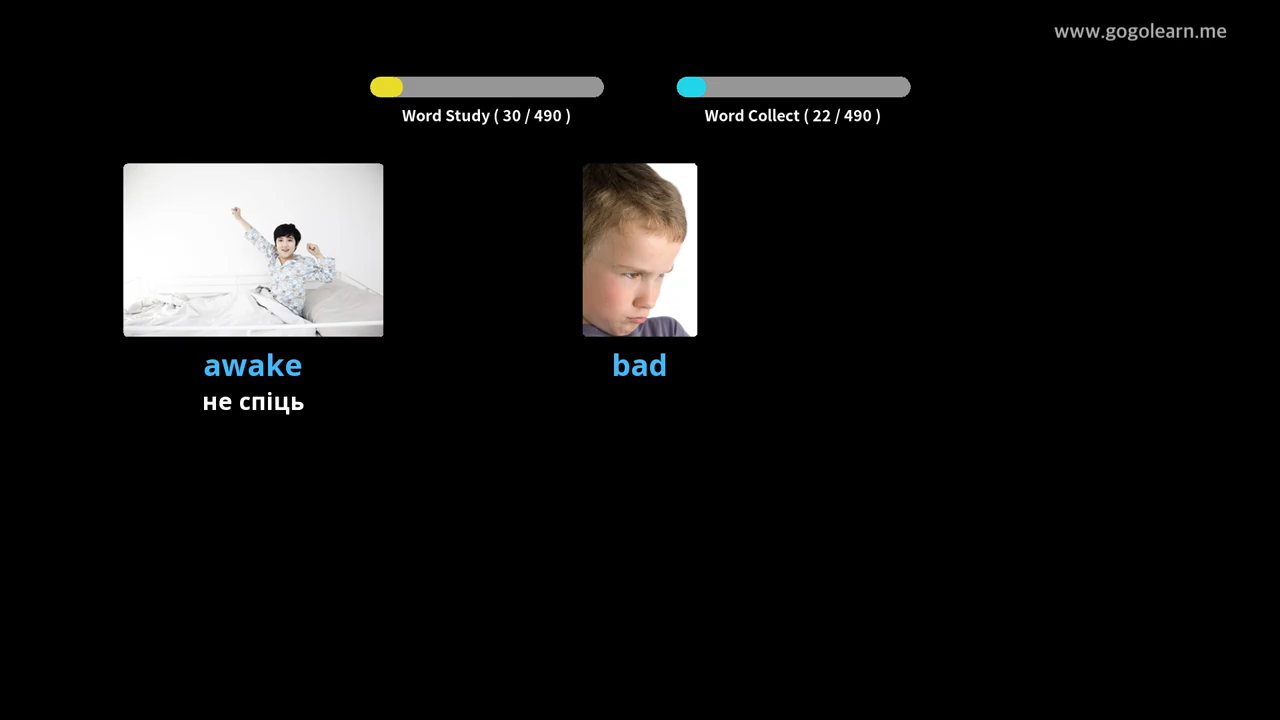 www.gogolearn.me
Word Study ( 30 / 490 )
Word Collect ( 22 / 490 )
awake
не спіць
bad